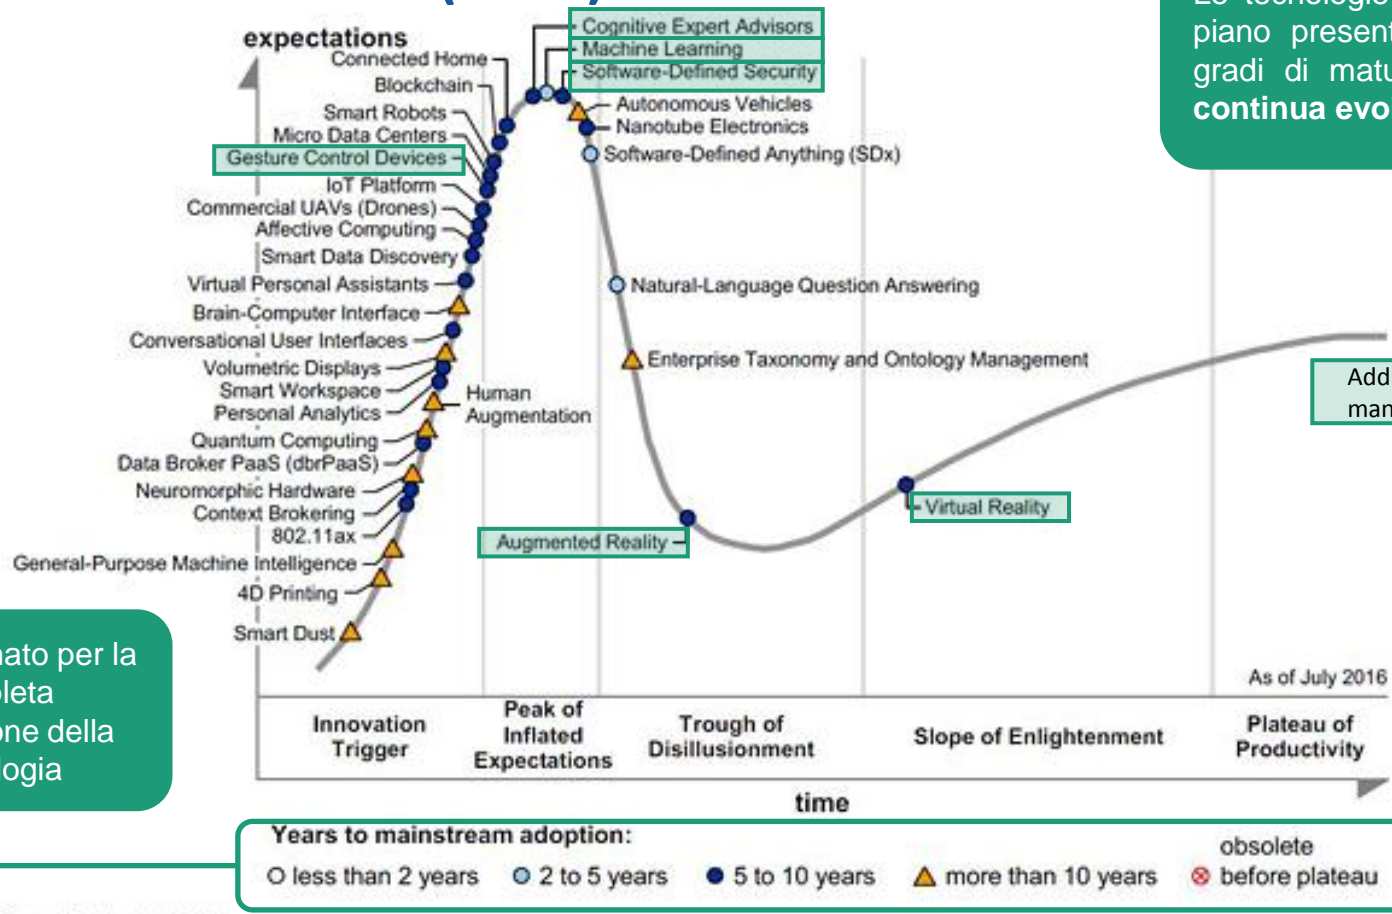 piano present
gradi di matu
continua evo
expectations
Cognitive Expert Advisors
Machine Learning
Software-Defined Security
Connected Home
Blockchain
Smart Robots
Micro Data Centers
Gesture Control Devices
IoT Platform
Commercial UAVs (Drones)
Affective Computing
Smart Data Discovery
Virtual Personal Assistants
Brain-Computer Interface
Conversational User Interfaces
Volumetric Displays
Smart Workspace
Personal Analytics
Human
Augmentation
Quantum Computing
Data Broker PaaS (dbrPaaS)
Neuromorphic Hardware
Context Brokering
802.11ax
General-Purpose Machine Intelligence
4D Printing
Smart Dust
Autonomous Vehicles
Nanotube Electronics
Software-Defined Anything (SDx)
Natural-Language Question Answering
Enterprise Taxonomy and Ontology Management
Augmented Reality
Virtual Reality
Add
man
nato per la
leta
one della
logia
As of July 2016
Innovation
Trigger
Peak of
Inflated
Expectations
Trough of
Disillusionment
Slope of Enlightenment
Plateau of
Productivity
time
Years to mainstream adoption:
less than 2 years
2 to 5 years
5 to 10 years
more than 10 years
obsolete
before plateau